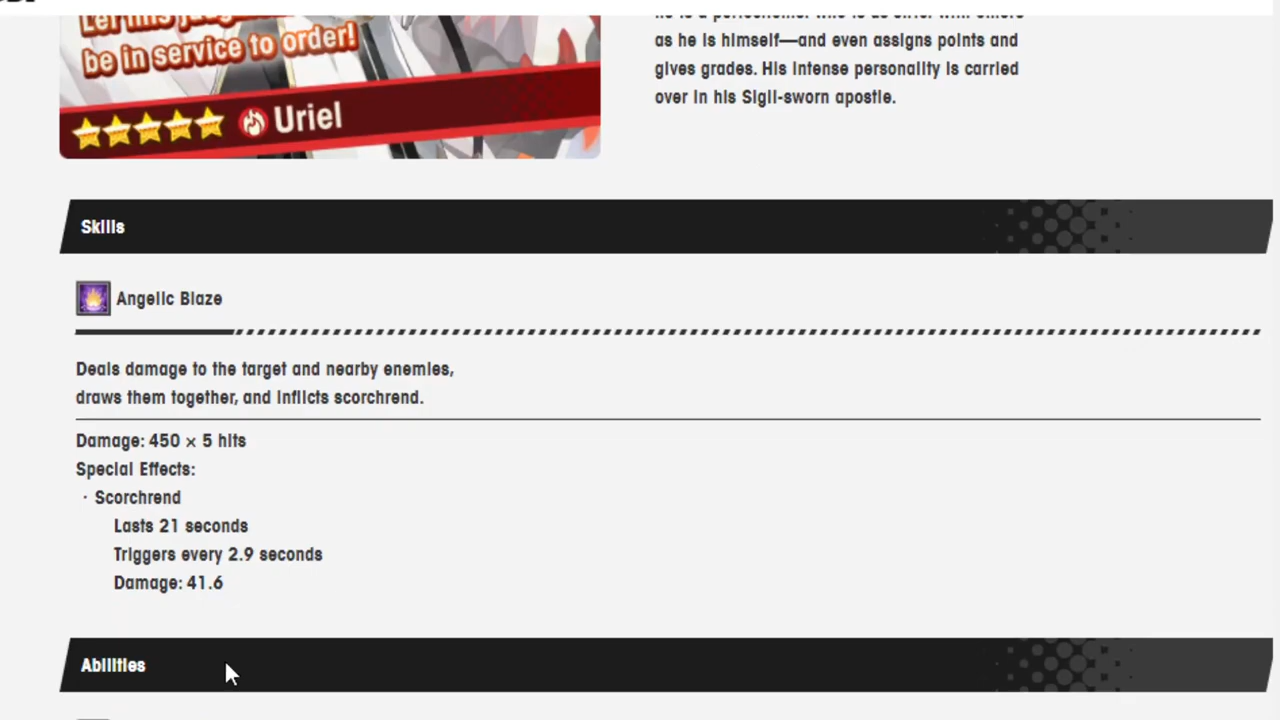 Let this
be in service to order!
Uriel
as he is himself—and even assigns points and
gives grades. His intense personality is carried
over in his Sigil-sworn apostle.
Skills
Angelic Blaze
Deals damage to the target and nearby enemies,
draws them together, and inflicts scorchrend.
Damage: 450 × 5 hits
Special Effects:
· Scorchrend
Lasts 21 seconds
Triggers every 2.9 seconds
Damage: 41.6
Abilities